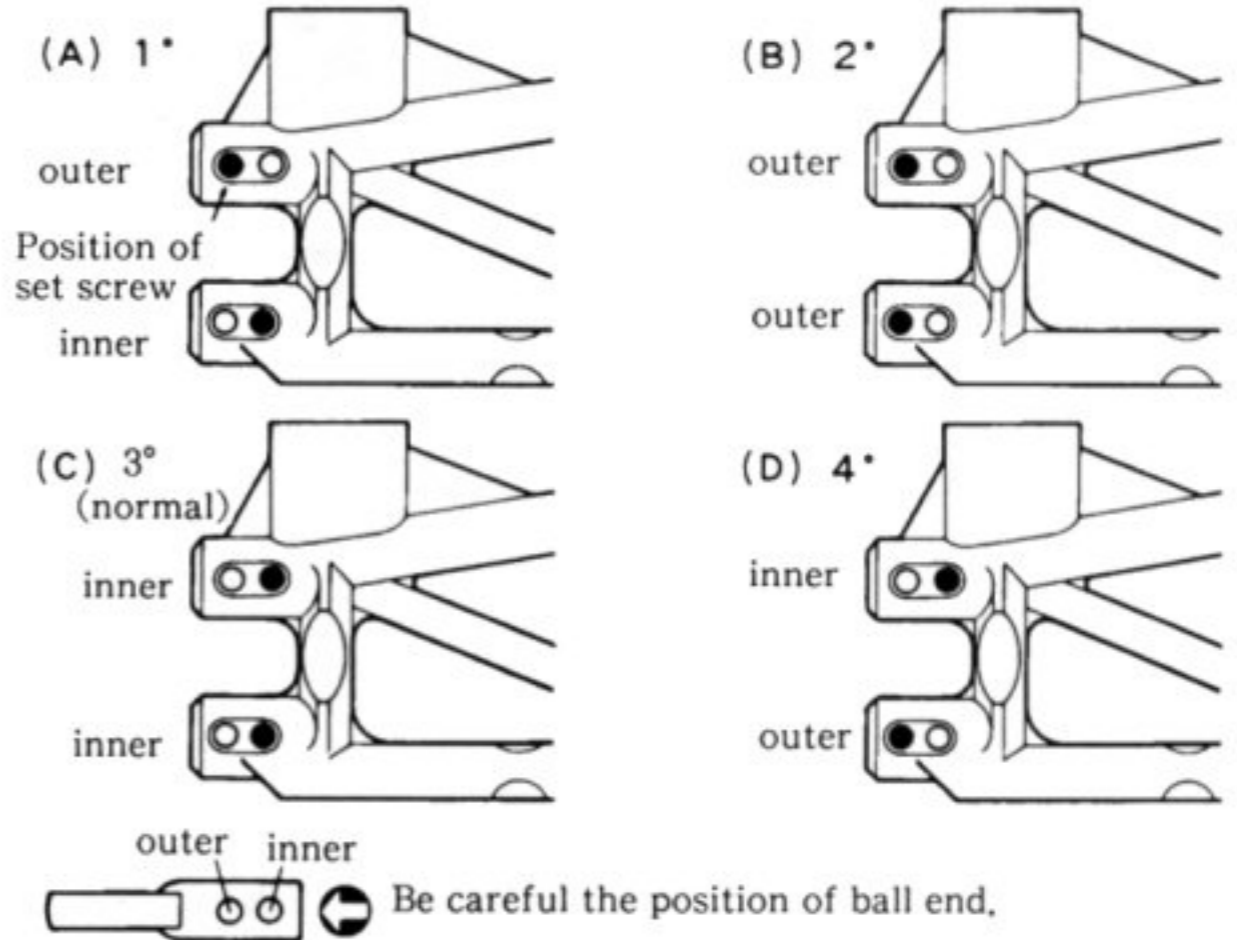 (A) 1°
outer
Position of
set screw
inner
(B) 2°
outer
outer
(C) 3°
(normal)
inner
inner
(D) 4°
inner
outer
outer inner
Be careful the position of ball end.